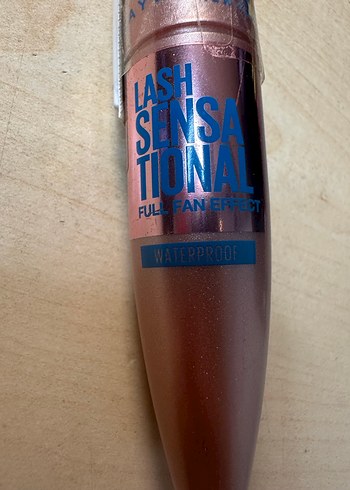 LASH
SENSA
TIONAL
FULL FAN EFFECT
WATERPROOF